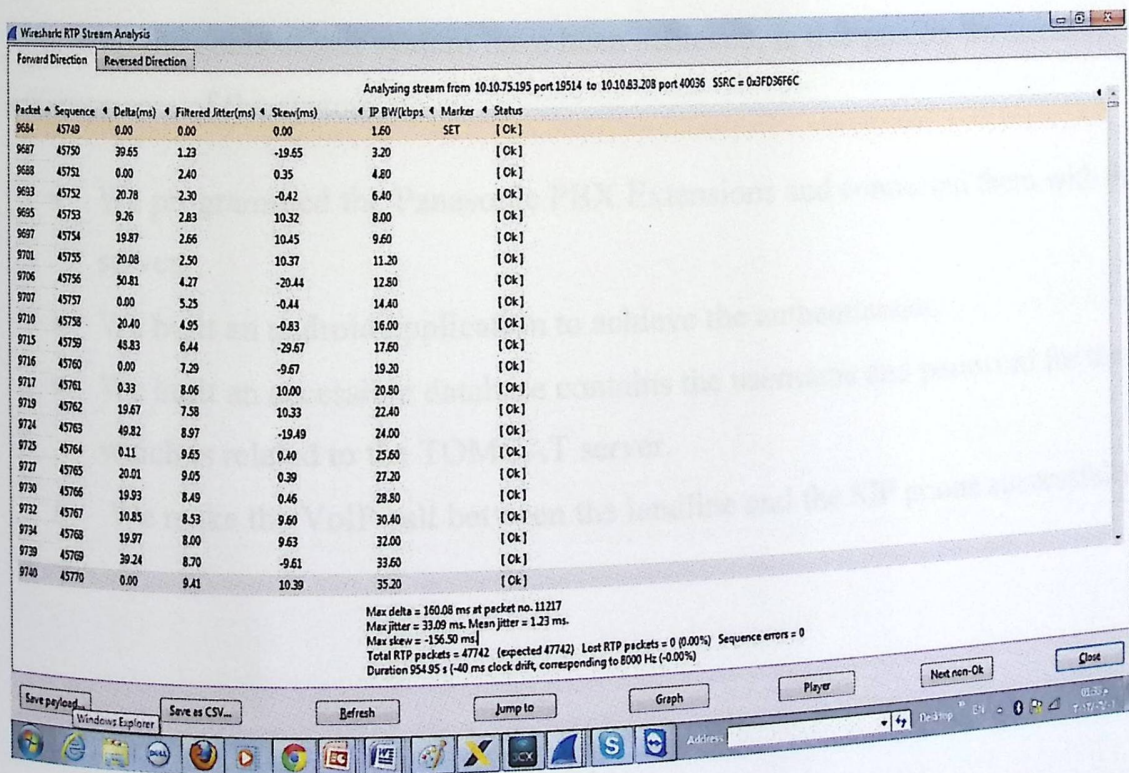 Wireshark: RTP Stream Analysis
Forward Direction Reversed Direction
Analysing stream from 10.10.75.195 port 19514 to 10.10.83.208 port 40036 SSRC = 0x3FD36F6C
Packet Sequence Delta(ms) Filtered Jitter(ms) Skew(ms) IP BW(kbps Marker Status
9684 45749 0.00 0.00 0.00 1.60 SET [ Ok ]
9687 45750 39.65 1.23 -19.65 3.20 [ Ok ]
9688 45751 0.00 2.40 0.35 4.80 [ Ok ]
9693 45752 20.78 2.30 -0.42 6.40 [ Ok ]
9695 45753 9.26 2.83 10.32 8.00 [ Ok ]
9697 45754 19.87 2.66 10.45 9.60 [ Ok ]
9701 45755 20.08 2.50 10.37 11.20 [ Ok ]
9706 45756 50.81 4.27 -20.44 12.80 [ Ok ]
9707 45757 0.00 5.25 -0.44 14.40 [ Ok ]
9710 45758 20.40 4.95 -0.83 16.00 [ Ok ]
9715 45759 48.83 6.44 -29.67 17.60 [ Ok ]
9716 45760 0.00 7.29 -9.67 19.20 [ Ok ]
9717 45761 0.33 8.06 10.00 20.80 [ Ok ]
9719 45762 19.67 7.58 10.33 22.40 [ Ok ]
9724 45763 49.82 8.97 -19.49 24.00 [ Ok ]
9725 45764 0.11 9.65 0.40 25.60 [ Ok ]
9727 45765 20.01 9.05 0.39 27.20 [ Ok ]
9730 45766 19.93 8.49 0.46 28.80 [ Ok ]
9732 45767 10.85 8.53 9.60 30.40 [ Ok ]
9734 45768 19.97 8.00 9.63 32.00 [ Ok ]
9739 45769 39.24 8.70 -9.61 33.60 [ Ok ]
9740 45770 0.00 9.41 10.39 35.20 [ Ok ]
Max delta = 160.08 ms at packet no. 11217
Max jitter = 33.09 ms. Mean jitter = 1.23 ms.
Max skew = -156.50 ms.
Total RTP packets = 47742 (expected 47742) Lost RTP packets = 0 (0.00%) Sequence errors = 0
Duration 954.95 s (-40 ms clock drift, corresponding to 8000 Hz (-0.00%)
Save payload... Save as CSV... Refresh Jump to Graph Player Next non-Ok Close
Windows Explorer
DELL 3CX S Address Desktop EN